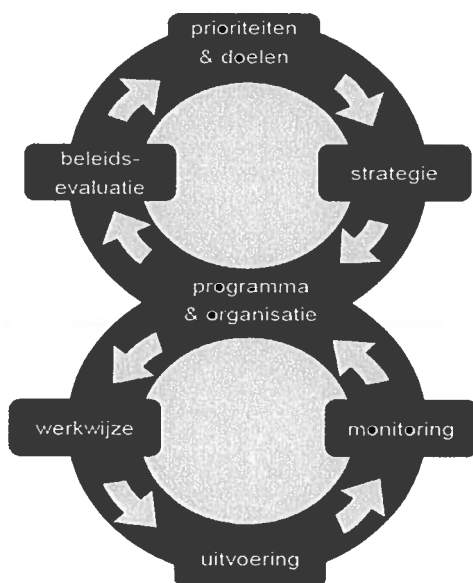 prioriteiten
& doelen
beleids-
evaluatie
strategie
programma
& organisatie
werkwijze
monitoring
uitvoering